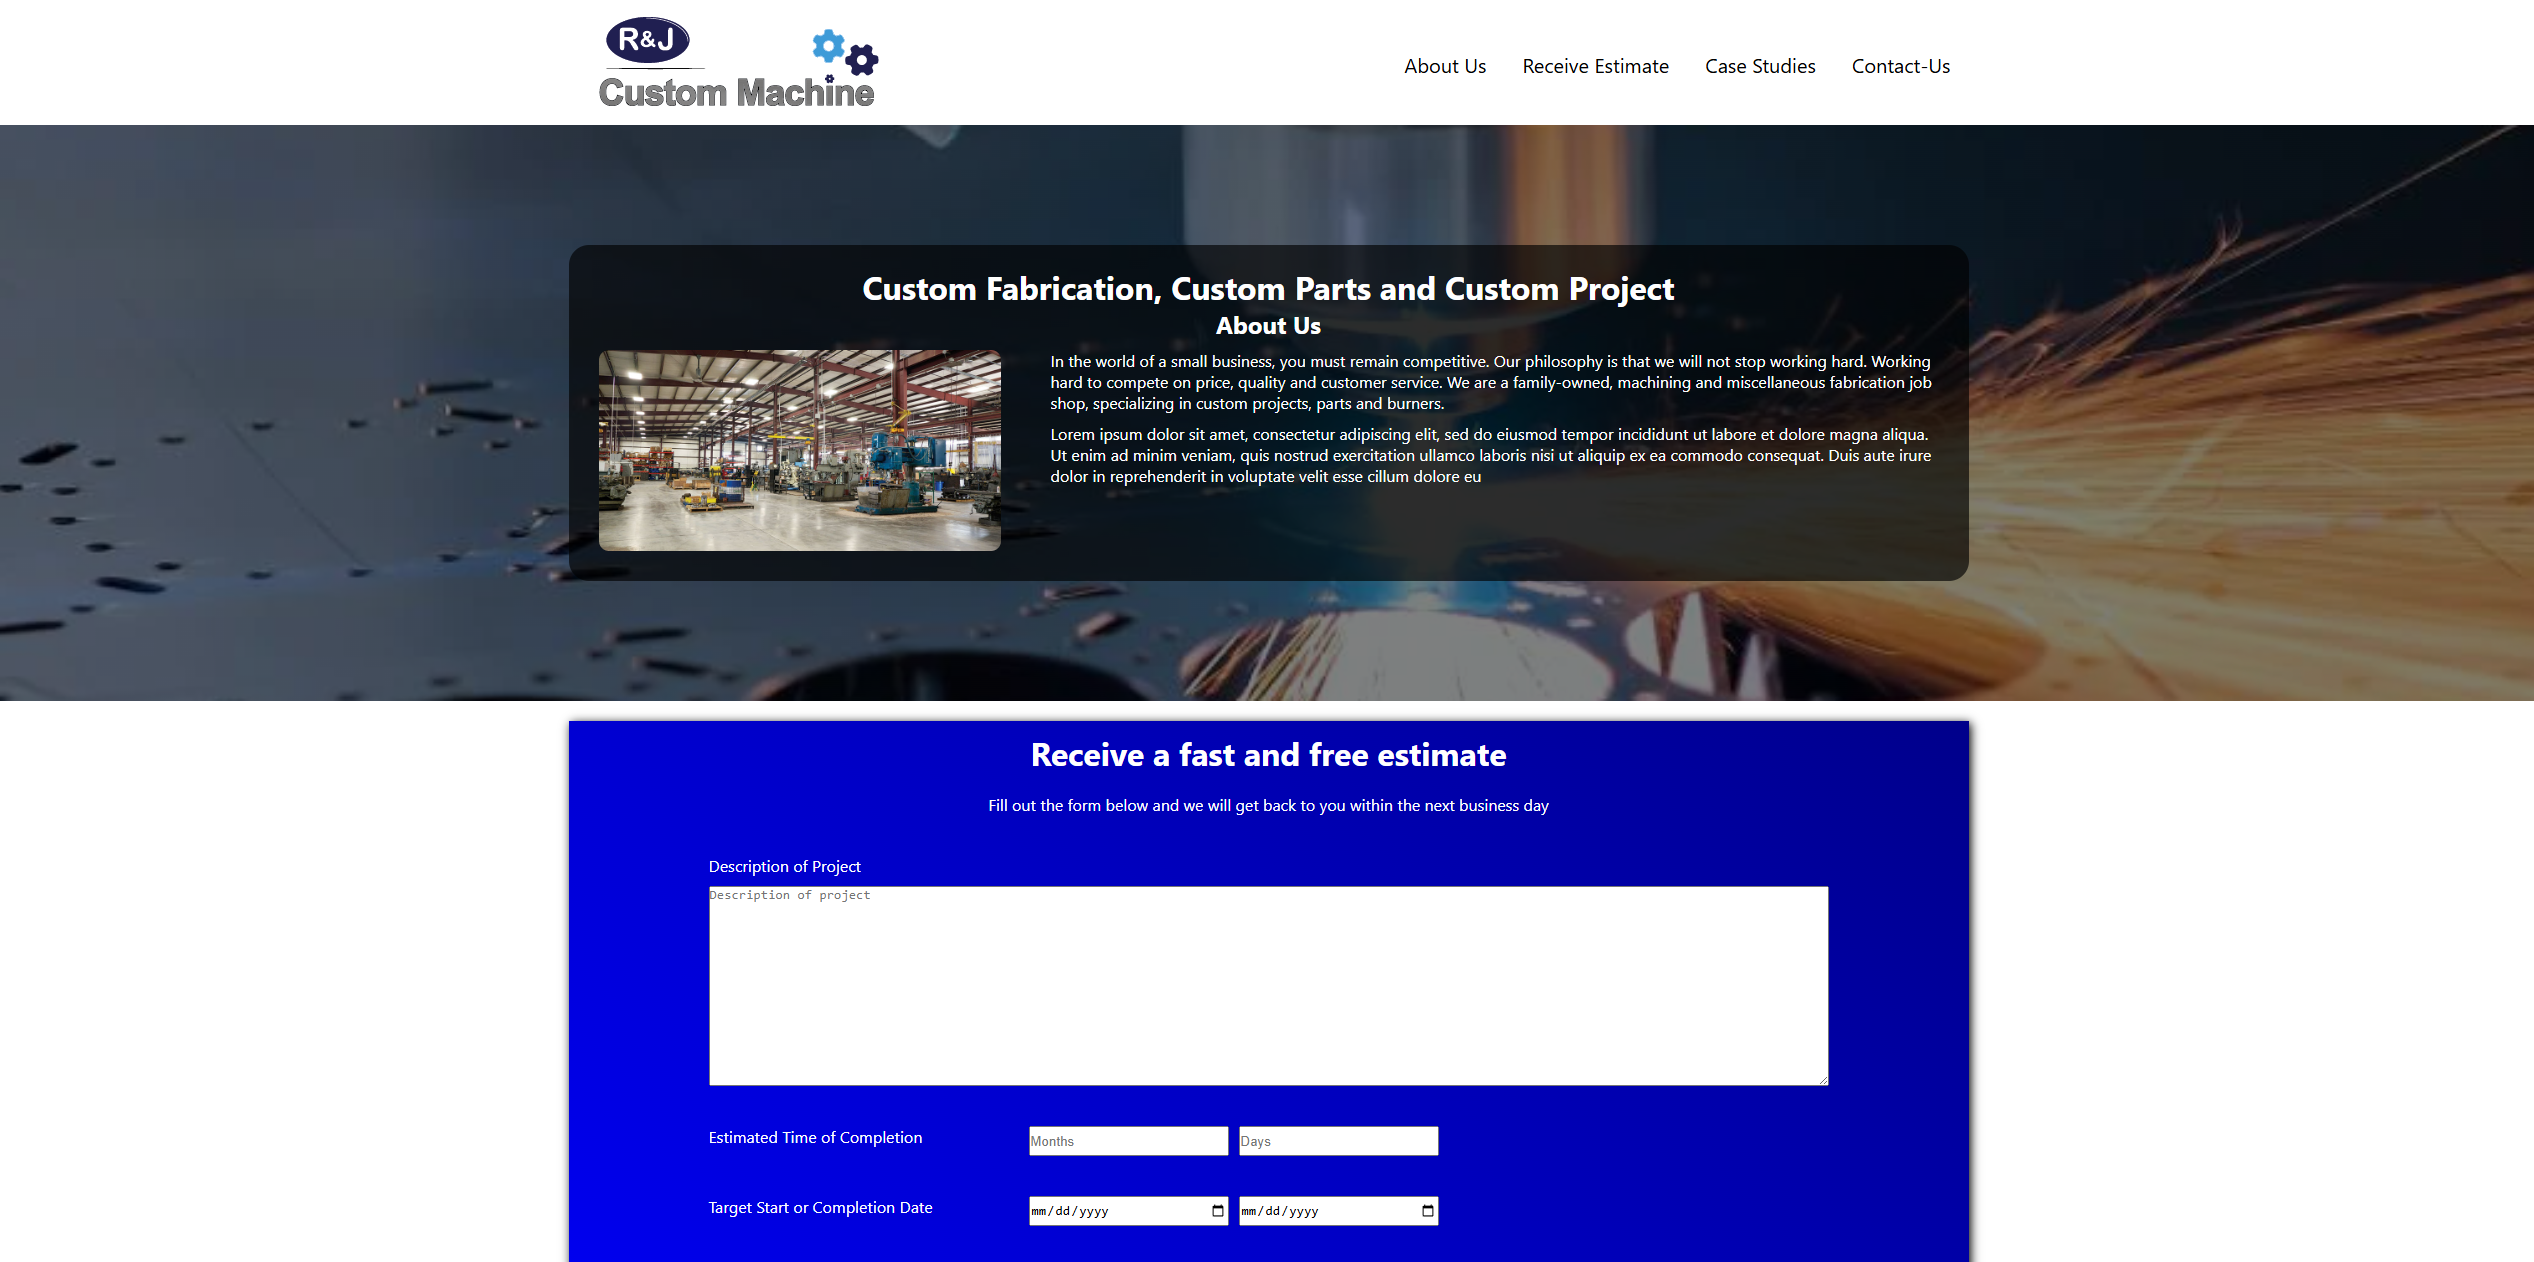 R&J
Custom Machine
About Us
Receive Estimate
Case Studies
Contact-Us
Custom Fabrication, Custom Parts and Custom Project
About Us
In the world of a small business, you must remain competitive. Our philosophy is that we will not stop working hard. Working
hard to compete on price, quality and customer service. We are a family-owned, machining and miscellaneous fabrication job
shop, specializing in custom projects, parts and burners.
Lorem ipsum dolor sit amet, consectetur adipiscing elit, sed do eiusmod tempor incididunt ut labore et dolore magna aliqua.
Ut enim ad minim veniam, quis nostrud exercitation ullamco laboris nisi ut aliquip ex ea commodo consequat. Duis aute irure
dolor in reprehenderit in voluptate velit esse cillum dolore eu
Receive a fast and free estimate
Fill out the form below and we will get back to you within the next business day
Description of Project
Description of project
Estimated Time of Completion
Months
Days
Target Start or Completion Date
mm/dd/yyyy
mm/dd/yyyy